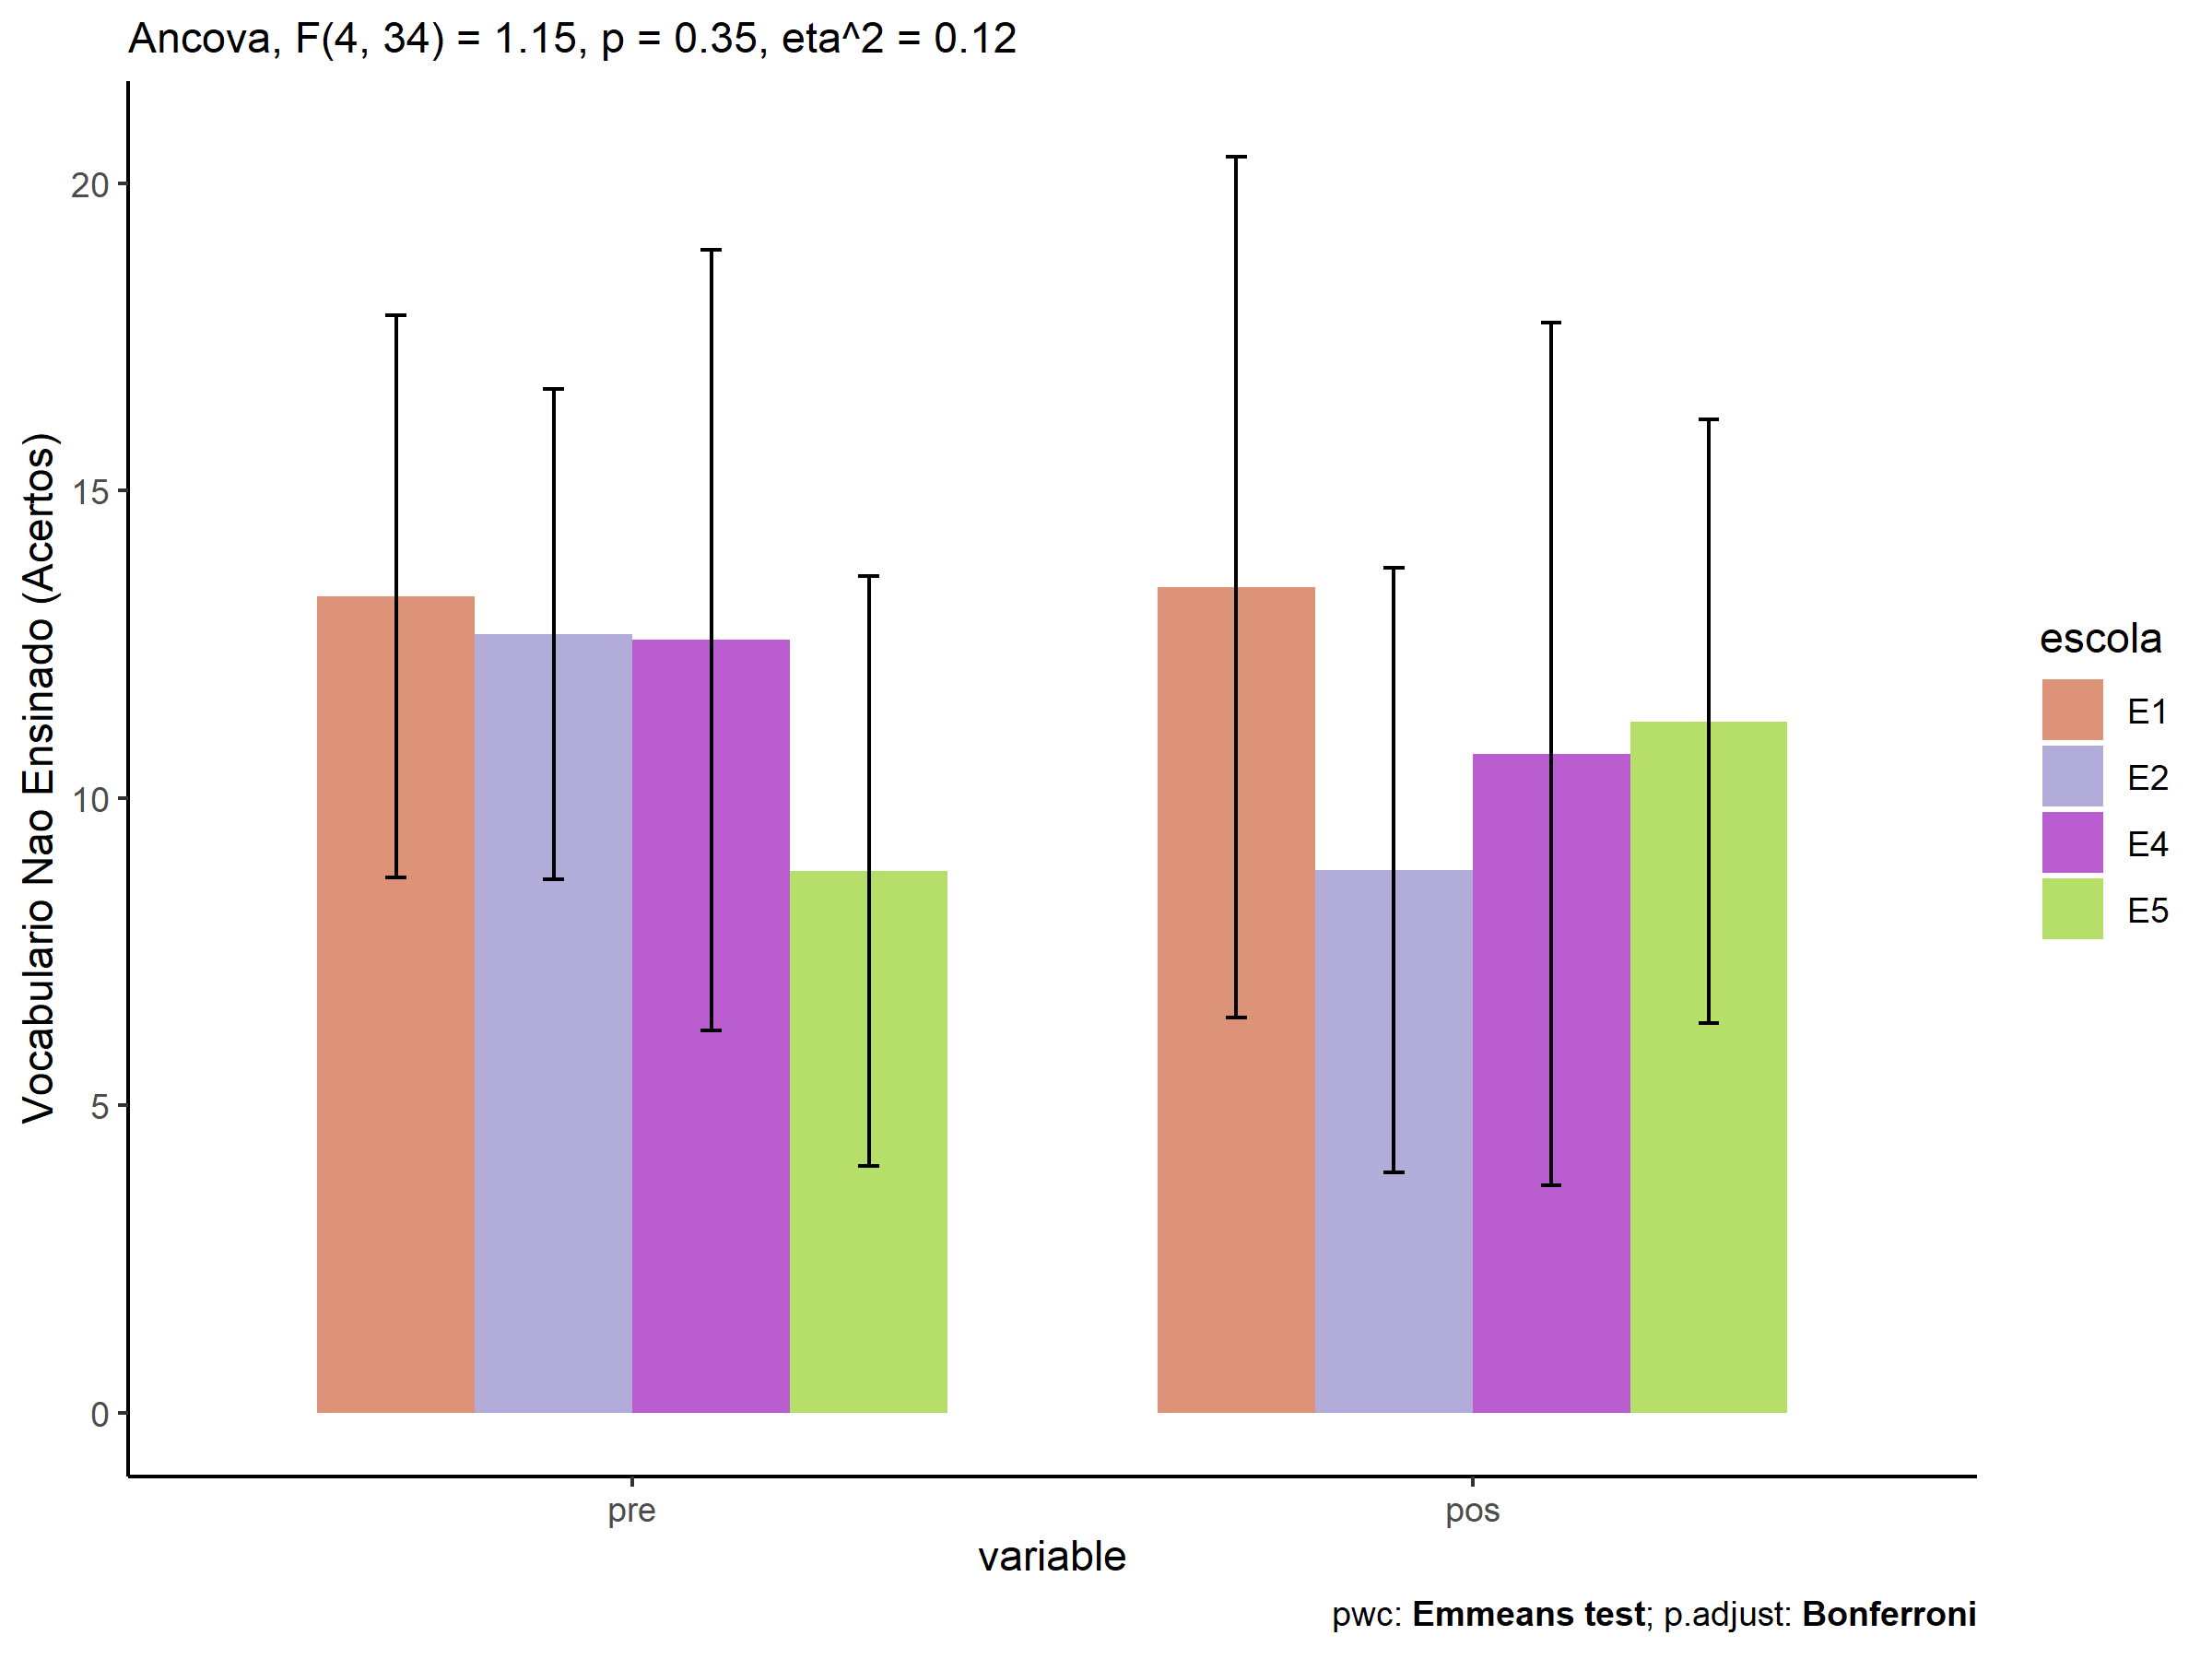 Ancova, F(4, 34) = 1.15, p = 0.35, eta^2 = 0.12
Vocabulario Nao Ensinado (Acertos)
20
15
10
5
0
pre
pos
variable
escola
E1
E2
E4
E5
pwc: Emmeans test; p.adjust: Bonferroni